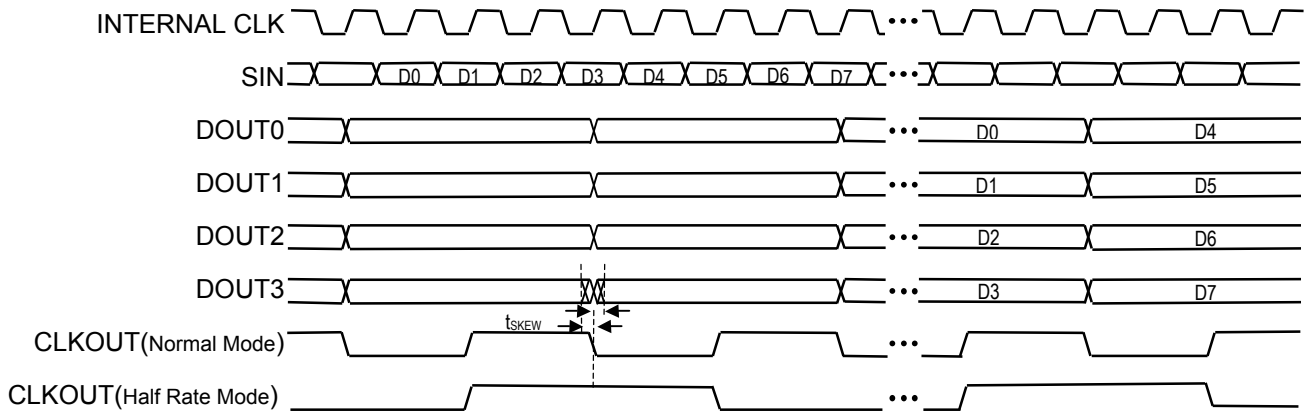 INTERNAL CLK •••
SIN D0 D1 D2 D3 D4 D5 D6 D7 •••
DOUT0 ••• D0 D4
DOUT1 ••• D1 D5
DOUT2 ••• D2 D6
DOUT3 ••• D3 D7
tSKEW
CLKOUT(Normal Mode) •••
CLKOUT(Half Rate Mode) •••